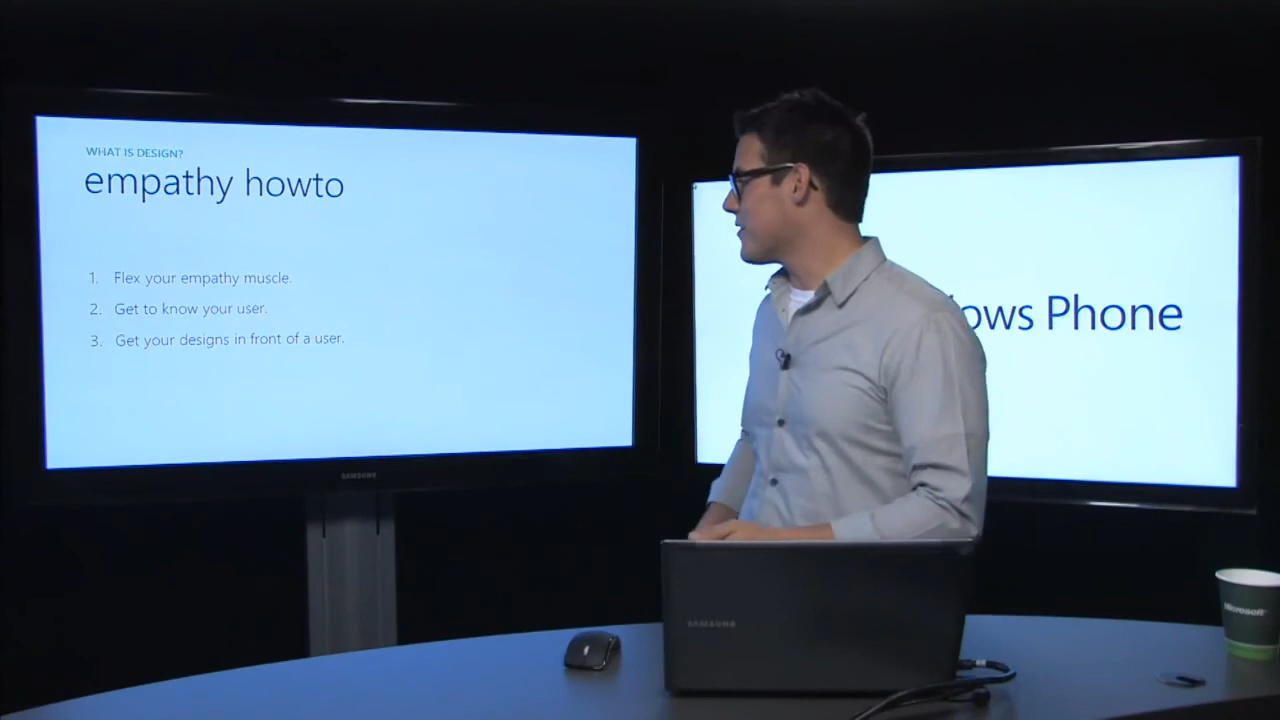 WHAT IS DESIGN?
empathy howto
1. Flex your empathy muscle.
2. Get to know your user.
3. Get your designs in front of a user.
SAMSUNG
ows Phone
SAMSUNG
Microsoft